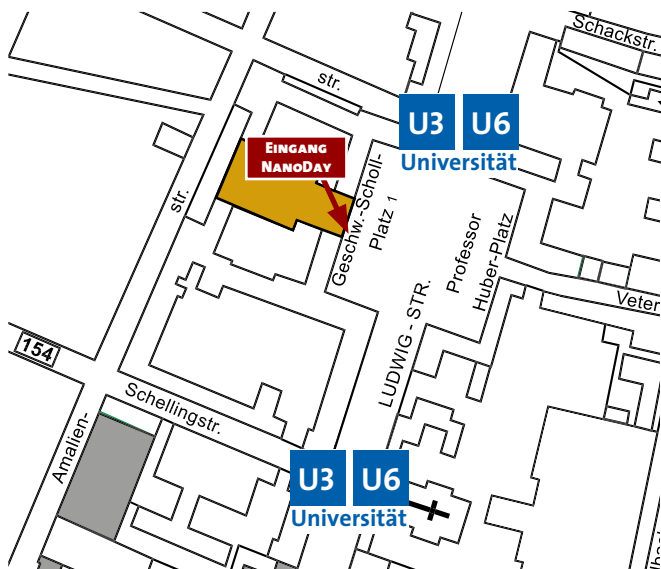 Schackstr.
str.
U3 U6
Universität
EINGANG
NANODAY
Geschw.-Scholl-
Platz 1
str.
Professor
Huber-Platz
Veter
LUDWIG - STR.
154
Schellingstr.
Amalien-
U3 U6
Universität